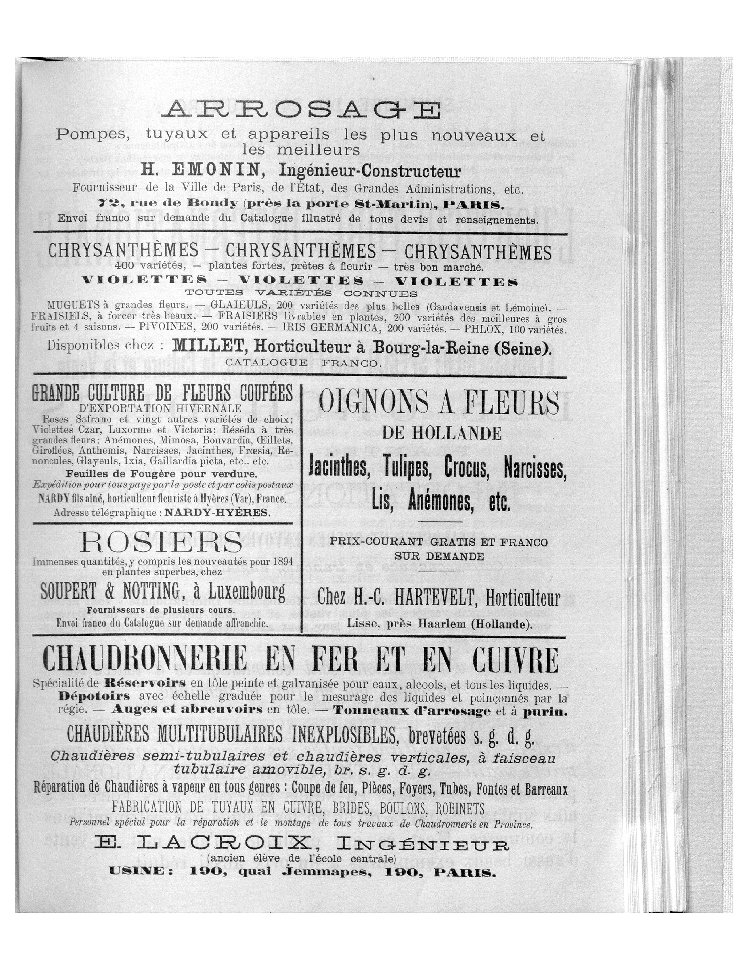 ARROSAGE
Pompes, tuyaux et appareils les plus nouveaux et
les meilleurs
H. EMONIN, Ingénieur-Constructeur
Fournisseur de la Ville de Paris, de l'État, des Grandes Administrations, etc.
72, rue de Bondy (près la porte St-Martin), PARIS.
Envoi franco sur demande du Catalogue illustré de tous devis et renseignements.
CHRYSANTHÈMES — CHRYSANTHÈMES — CHRYSANTHÈMES
400 variétés, — plantes fortes, prêtes à fleurir — très bon marché.
VIOLETTES — VIOLETTES — VIOLETTES
TOUTES VARIÉTÉS CONNUES
MUGUETS à grandes fleurs. — GLAIEULS, 200 variétés des plus belles (Gandavensis et Lemoine). —
FRAISIERS, à forcer très beaux. — FRAISIERS livrables en plantes, 200 variétés des meilleures à gros
fruits et 4 saisons. — PIVOINES, 200 variétés. — IRIS GERMANICA, 200 variétés. — PHLOX, 100 variétés.
Disponibles chez : MILLET, Horticulteur à Bourg-la-Reine (Seine).
CATALOGUE FRANCO.
GRANDE CULTURE DE FLEURS COUPÉES
D'EXPORTATION HIVERNALE
Roses Safrano et vingt autres variétés de choix;
Violettes Czar, Luxonne et Victoria; Réséda à très
grandes fleurs; Anémones, Mimosa, Bouvardia, Œillets,
Giroflées, Anthemis, Narcisses, Jacinthes, Frœsia, Re-
noncules, Glayeuls, Ixia, Gaillardia picta, etc., etc.
Feuilles de Fougère pour verdure.
Expédition pour tous pays par la poste et par colis postaux
NARDY fils aîné, horticulteur fleuriste à Hyères (Var), France.
Adresse télégraphique : NARDY-HYÈRES.
ROSIERS
Immenses quantités, y compris les nouveautés pour 1894
en plantes superbes, chez
SOUPERT & NOTTING, à Luxembourg
Fournisseurs de plusieurs cours.
Envoi franco du Catalogue sur demande affranchie.
OIGNONS A FLEURS
DE HOLLANDE
Jacinthes, Tulipes, Crocus, Narcisses,
Lis, Anémones, etc.
PRIX-COURANT GRATIS ET FRANCO
SUR DEMANDE
Chez H.-C. HARTEVELT, Horticulteur
Lisse, près Haarlem (Hollande).
CHAUDRONNERIE EN FER ET EN CUIVRE
Spécialité de Réservoirs en tôle peinte et galvanisée pour eaux, alcools, et tous les liquides. —
Dépotoirs avec échelle graduée pour le mesurage des liquides et poinçonnés par la
régie. — Auges et abreuvoirs en tôle. — Tonneaux d'arrosage et à purin.
CHAUDIÈRES MULTITUBULAIRES INEXPLOSIBLES, brevetées s. g. d. g.
Chaudières semi-tubulaires et chaudières verticales, à faisceau
tubulaire amovible, br. s. g. d. g.
Réparation de Chaudières à vapeur en tous genres : Coupe de feu, Pièces, Foyers, Tubes, Fontes et Barreaux
FABRICATION DE TUYAUX EN CUIVRE, BRIDES, BOULONS, ROBINETS
Personnel spécial pour la réparation et le montage de tous travaux de Chaudronnerie en Province.
E. LACROIX, INGÉNIEUR
(ancien élève de l'école centrale)
USINE : 190, quai Jemmapes, 190, PARIS.